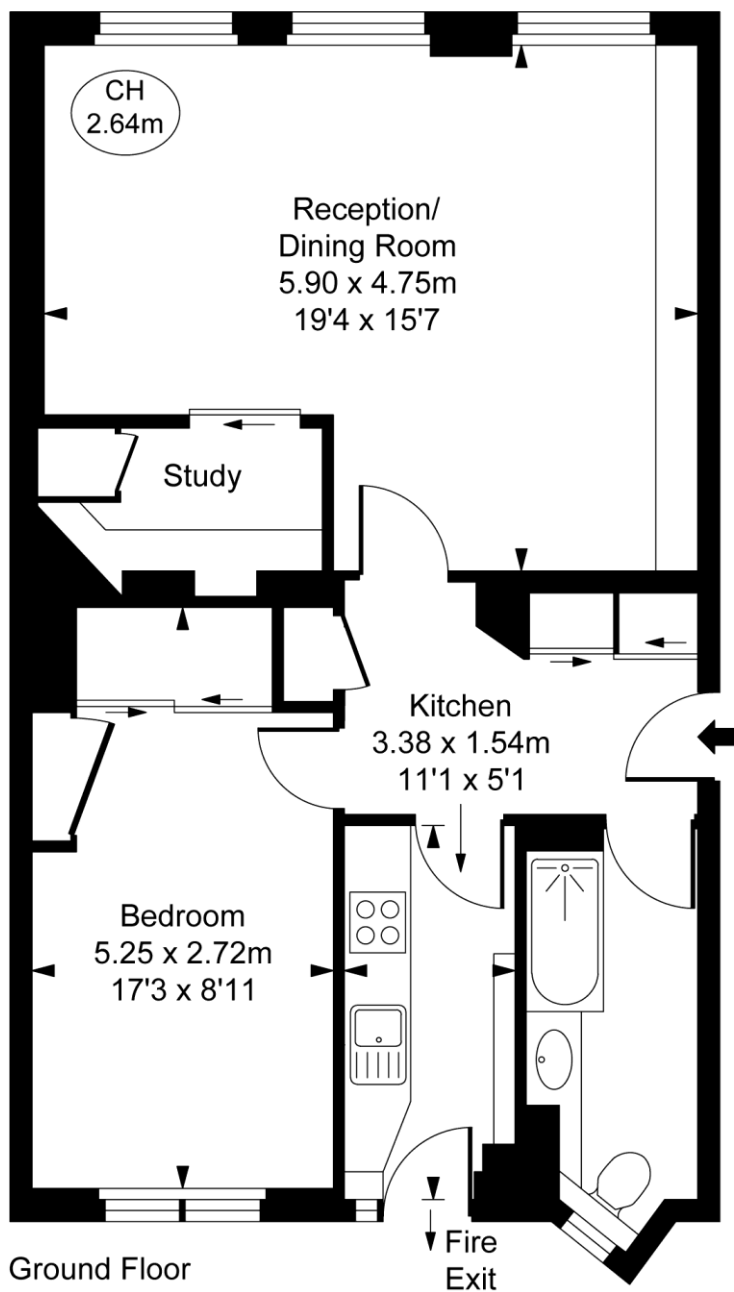 CH
2.64m
Reception/
Dining Room
5.90 x 4.75m
19'4 x 15'7
Study
Kitchen
3.38 x 1.54m
11'1 x 5'1
Bedroom
5.25 x 2.72m
17'3 x 8'11
Fire
Exit
Ground Floor